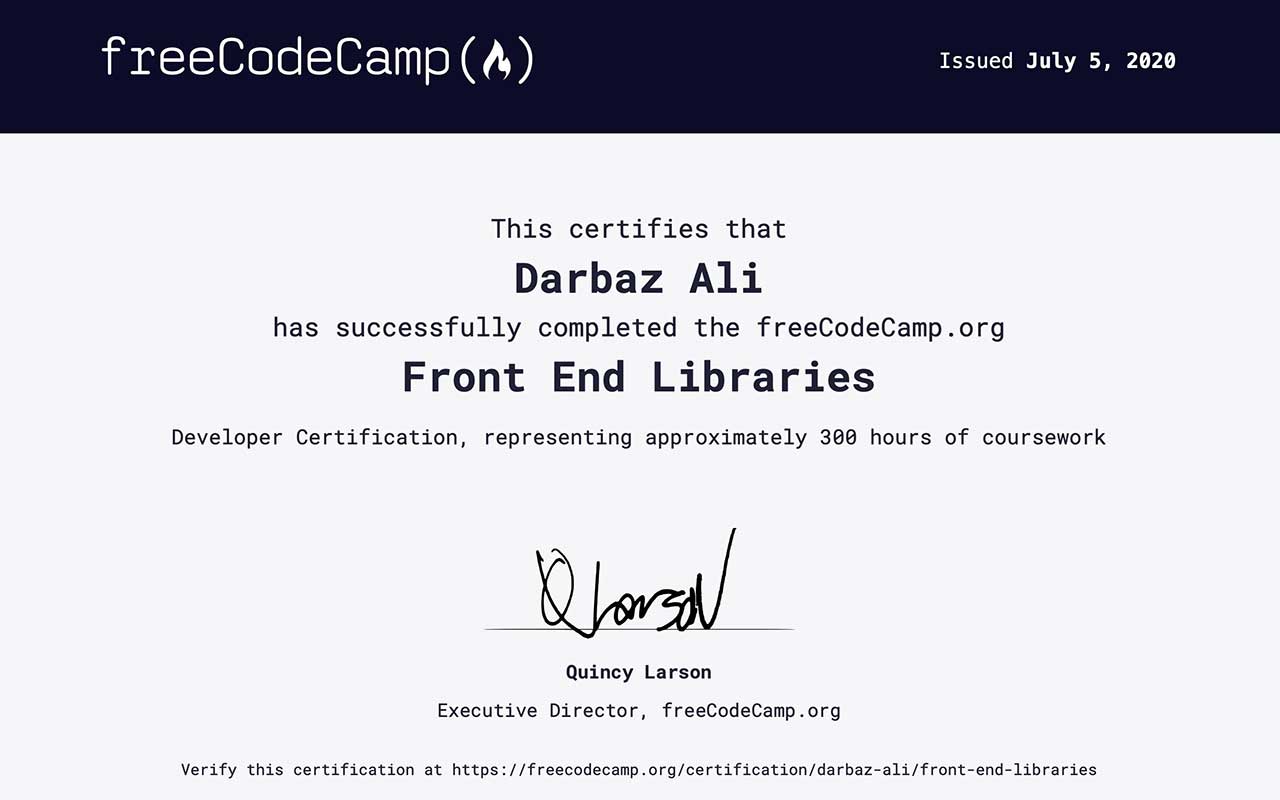 freeCodeCamp(🔥)
Issued July 5, 2020
This certifies that
Darbaz Ali
has successfully completed the freeCodeCamp.org
Front End Libraries
Developer Certification, representing approximately 300 hours of coursework
Q Larson
Quincy Larson
Executive Director, freeCodeCamp.org
Verify this certification at https://freecodecamp.org/certification/darbaz-ali/front-end-libraries